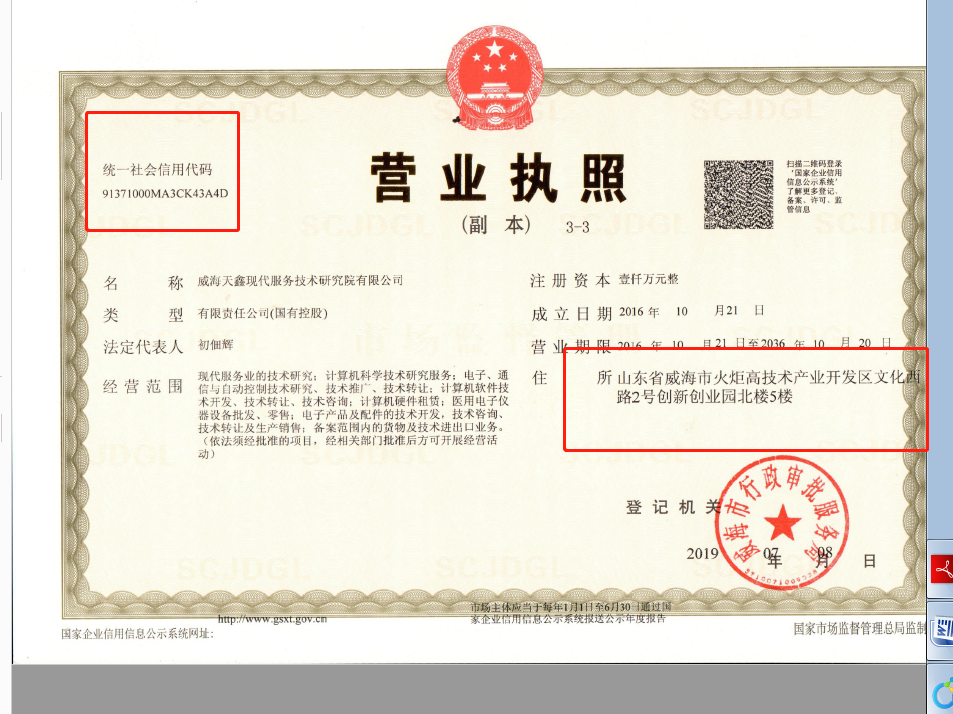 统一社会信用代码
91371000MA3CK43A4D
营业执照
(副 本) 3-3
扫描二维码登录
‘国家企业信用
信息公示系统’
了解更多登记、
备案、许可、监
管信息
名 称 威海天鑫现代服务技术研究院有限公司
类 型 有限责任公司(国有控股)
法定代表人 初佃辉
经营范围 现代服务业的技术研究；计算机科学技术研究服务；电子、通
信与自动控制技术研究、技术推广、技术转让；计算机软件技
术开发、技术转让、技术咨询；计算机硬件租赁；医用电子仪
器设备批发、零售；电子产品及配件的技术开发，技术咨询、
技术转让及生产销售；备案范围内的货物及技术进出口业务。
（依法须经批准的项目，经相关部门批准后方可开展经营活
动）
注册资本 壹仟万元整
成立日期 2016 年 10 月21 日
营业期限 2016 年 10 月 21 日至2036 年 10 月 20 日
住 所 山东省威海市火炬高技术产业开发区文化西
路2号创新创业园北楼5楼
登记机关
威海市行政审批服务局
2019 年 07 月 08 日
http://www.gsxt.gov.cn
国家企业信用信息公示系统网址：
市场主体应当于每年1月1日至6月30日通过国
家企业信用信息公示系统报送公示年度报告
国家市场监督管理总局监制
SCJDGL